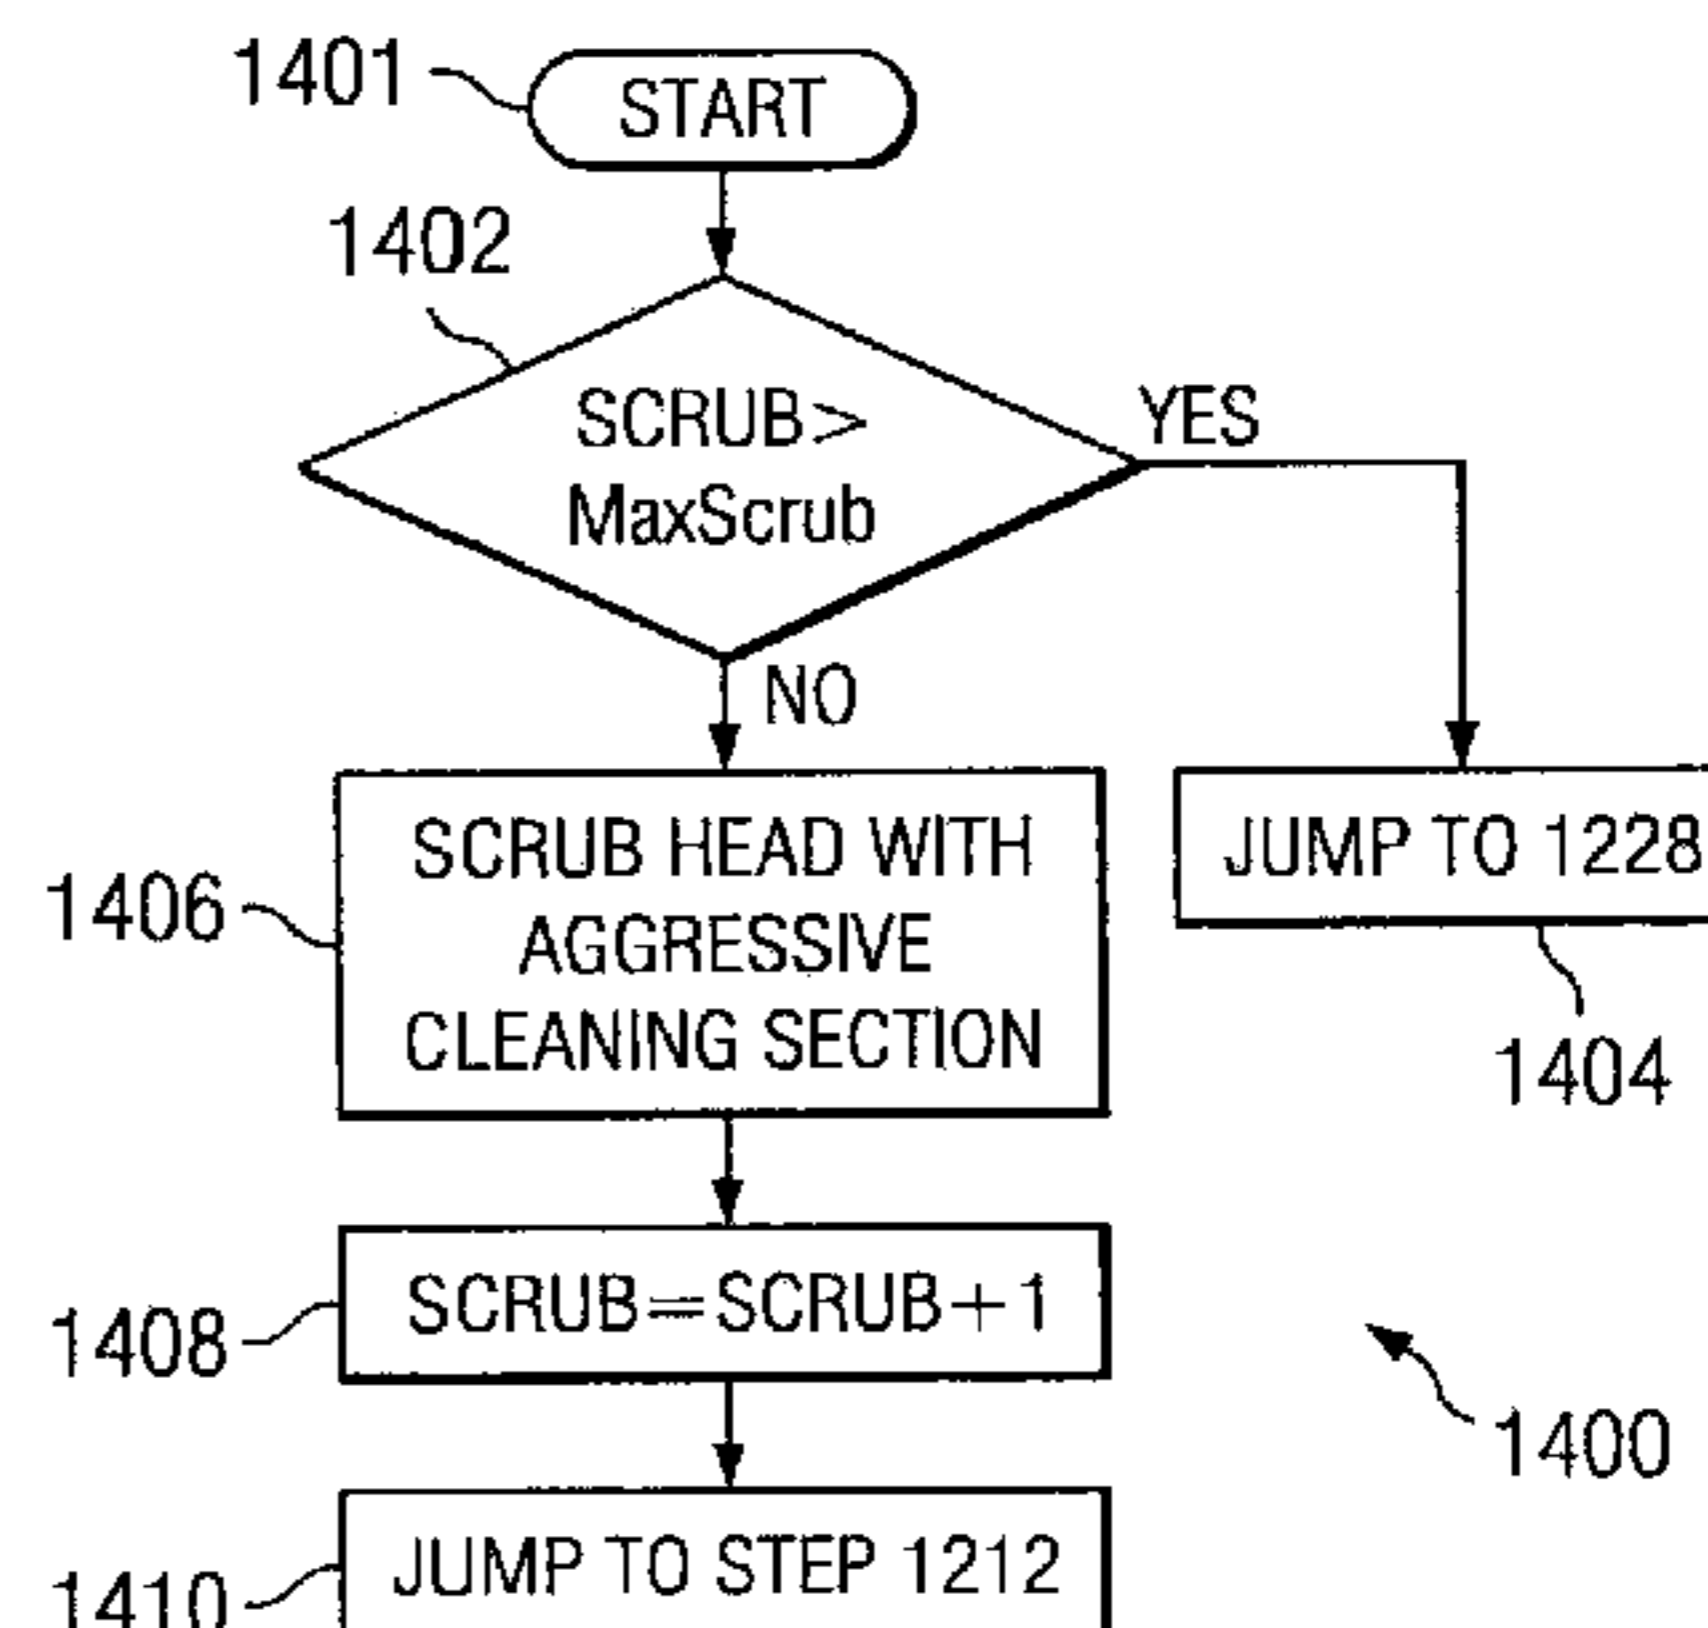 1401
START
1402
SCRUB>
MaxScrub
YES
NO
1406
SCRUB HEAD WITH
AGGRESSIVE
CLEANING SECTION
JUMP TO 1228
1404
1408
SCRUB=SCRUB+1
1400
1410
JUMP TO STEP 1212